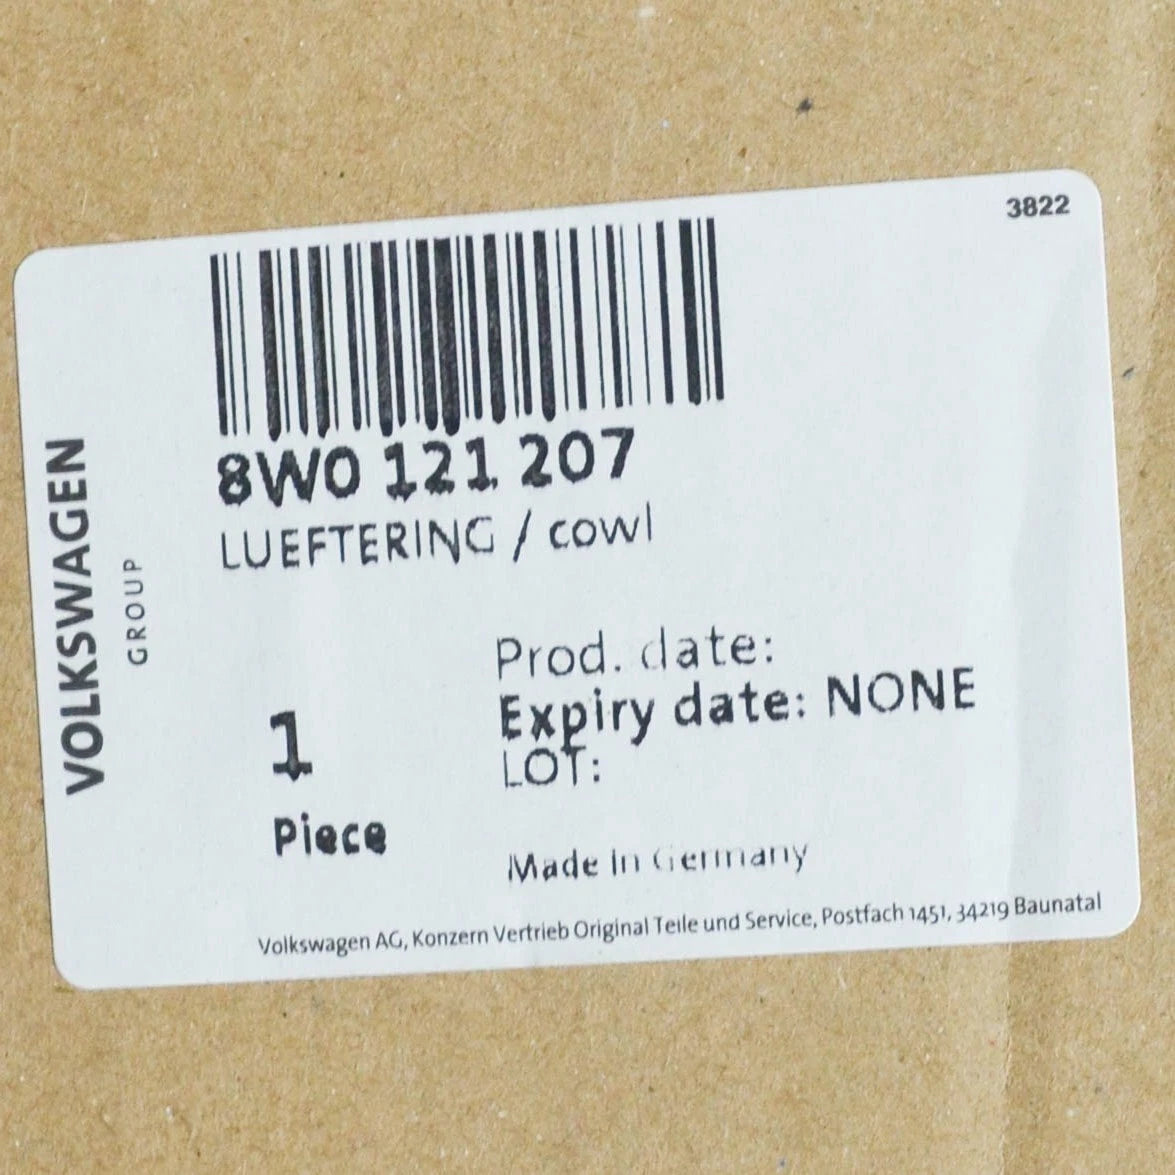 3822
8W0 121 207
LUEFTERING / cowl
VOLKSWAGEN
GROUP
Prod. date:
Expiry date: NONE
LOT:
1
Piece
Made in Germany
Volkswagen AG, Konzern Vertrieb Original Teile und Service, Postfach 1451, 34219 Baunatal